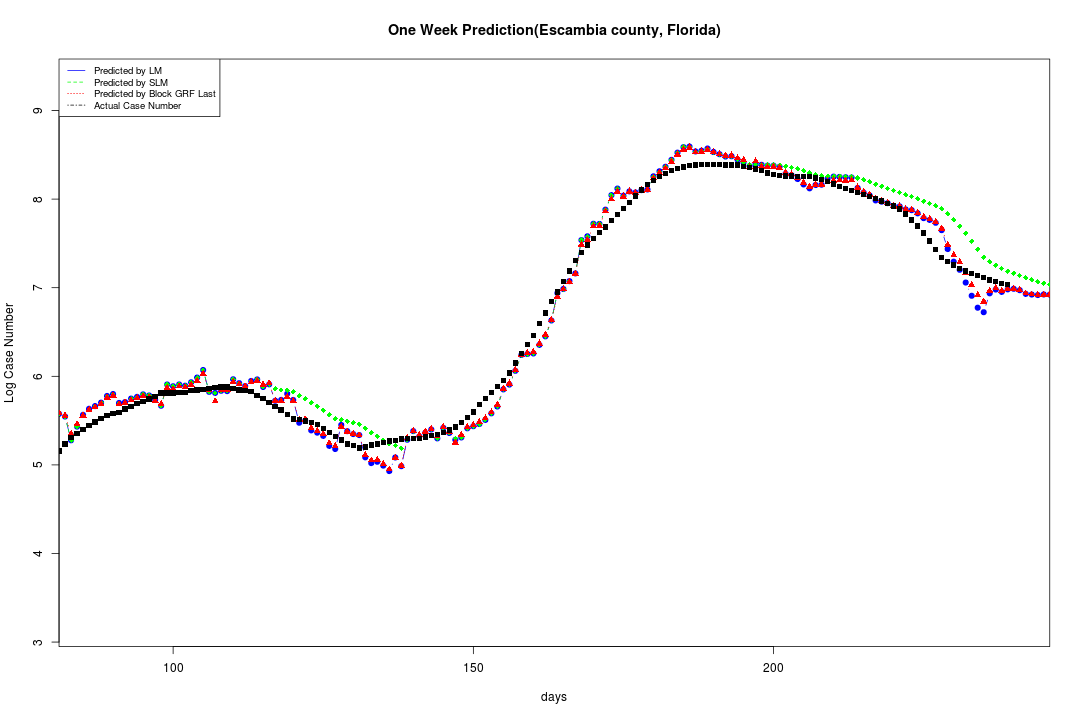 One Week Prediction(Escambia county, Florida)
Predicted by LM
Predicted by SLM
Predicted by Block GRF Last
Actual Case Number
Log Case Number
9
8
7
6
5
4
3
100 150 200
days